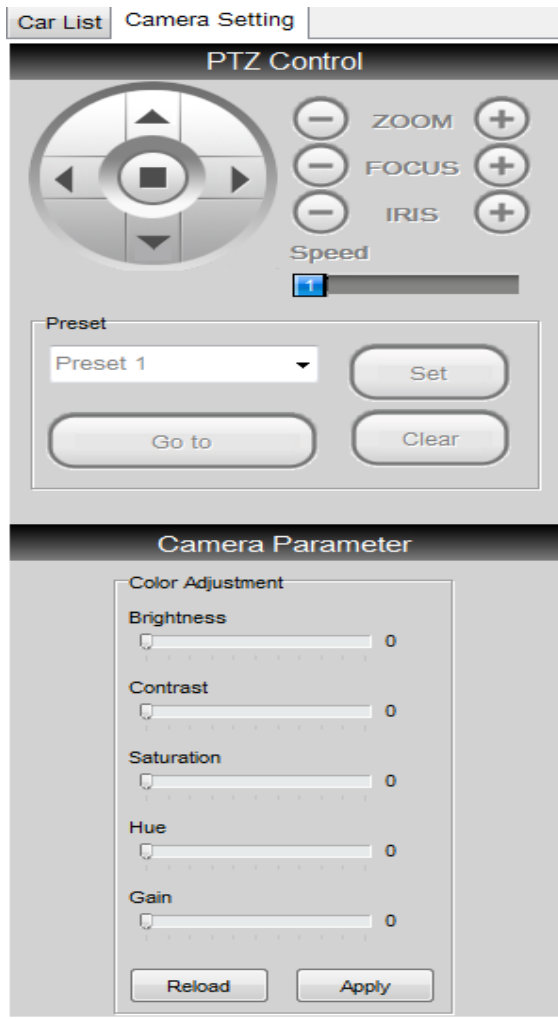 Car List Camera Setting
PTZ Control
ZOOM
FOCUS
IRIS
Speed
1
Preset
Preset 1
Set
Go to
Clear
Camera Parameter
Color Adjustment
Brightness
0
Contrast
0
Saturation
0
Hue
0
Gain
0
Reload Apply